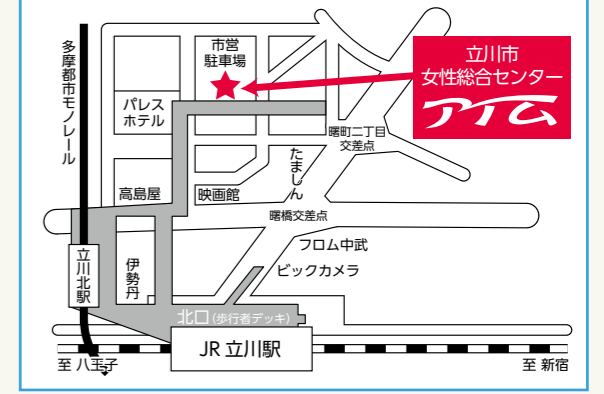 多摩都市モノレール
市営
駐車場
立川市
女性総合センター
アイム
パレス
ホテル
曙町二丁目
交差点
たましん
高島屋
映画館
曙橋交差点
フロム中武
ビックカメラ
立川北駅
伊勢丹
北口(歩行者デッキ)
JR 立川駅
至 八王子
至 新宿